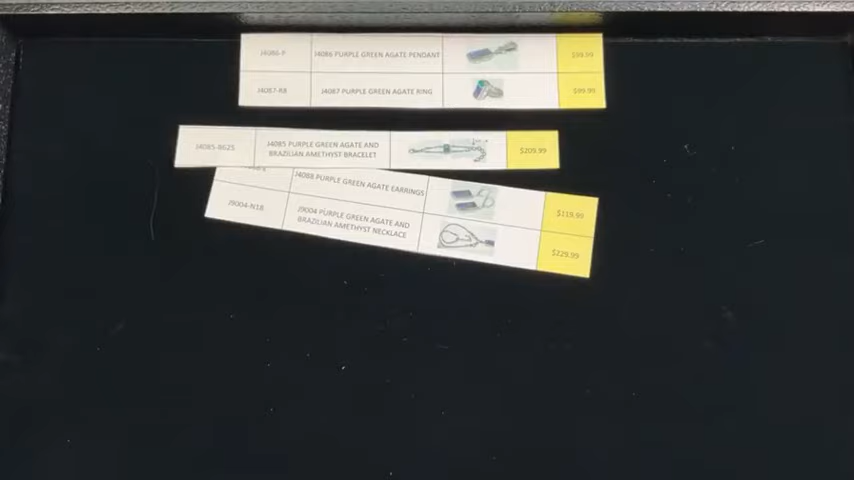 J4086-P J4086 PURPLE GREEN AGATE PENDANT $99.99
J4087-R8 J4087 PURPLE GREEN AGATE RING $99.99
J4085-B625 J4085 PURPLE GREEN AGATE AND
BRAZILIAN AMETHYST BRACELET $209.99
J4088 PURPLE GREEN AGATE EARRINGS $119.99
J9004-N18 J9004 PURPLE GREEN AGATE AND
BRAZILIAN AMETHYST NECKLACE $229.99